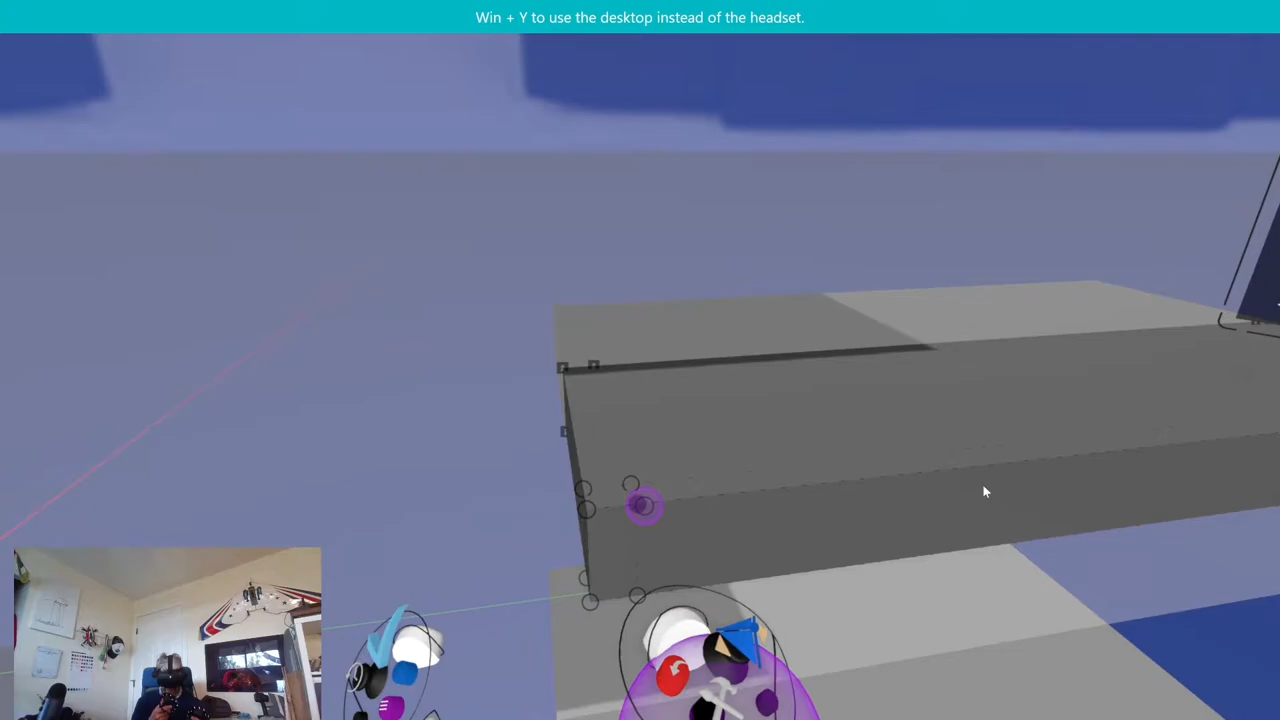 Win + Y to use the desktop instead of the headset.